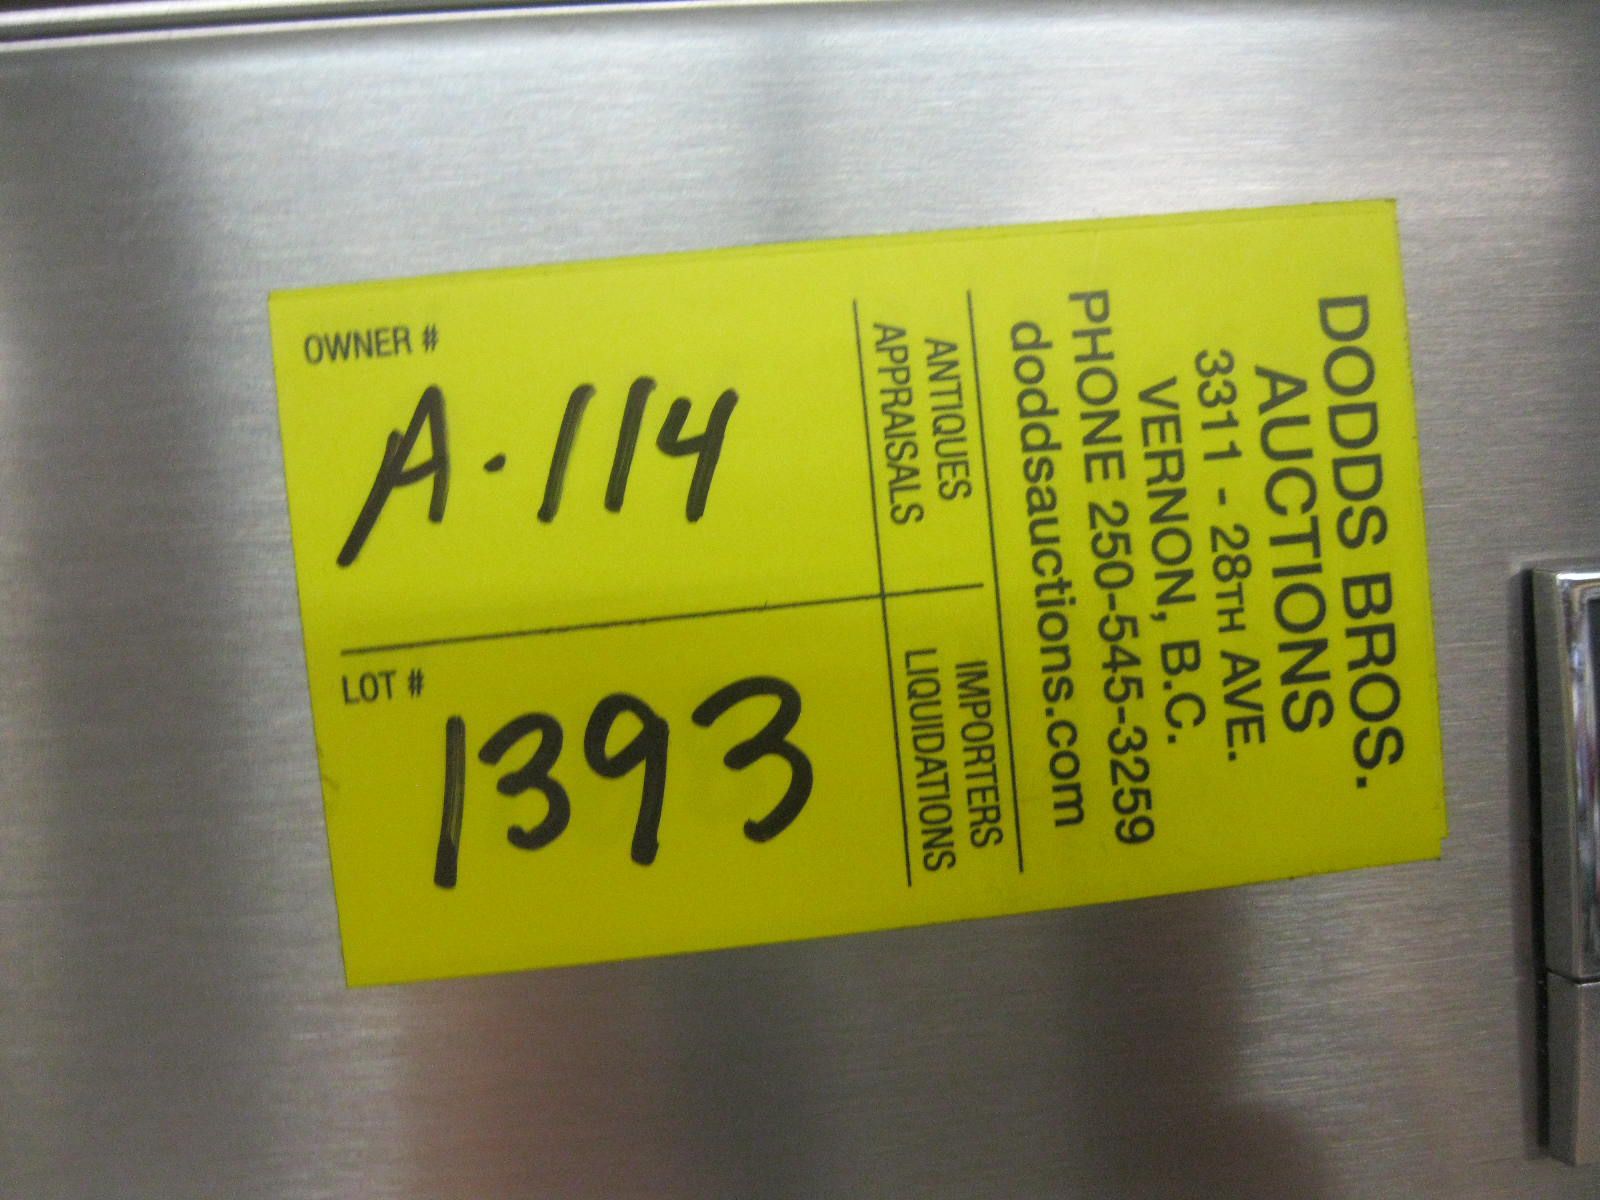 DODDS BROS.
AUCTIONS
3311 - 28TH AVE.
VERNON, B.C.
PHONE 250-545-3259
doddsauctions.com
ANTIQUES
APPRAISALS
IMPORTERS
LIQUIDATIONS
OWNER #
A-114
LOT #
1393